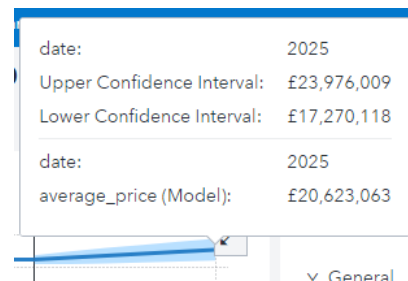 date: 2025
Upper Confidence Interval: £23,976,009
Lower Confidence Interval: £17,270,118
date: 2025
average_price (Model): £20,623,063
General